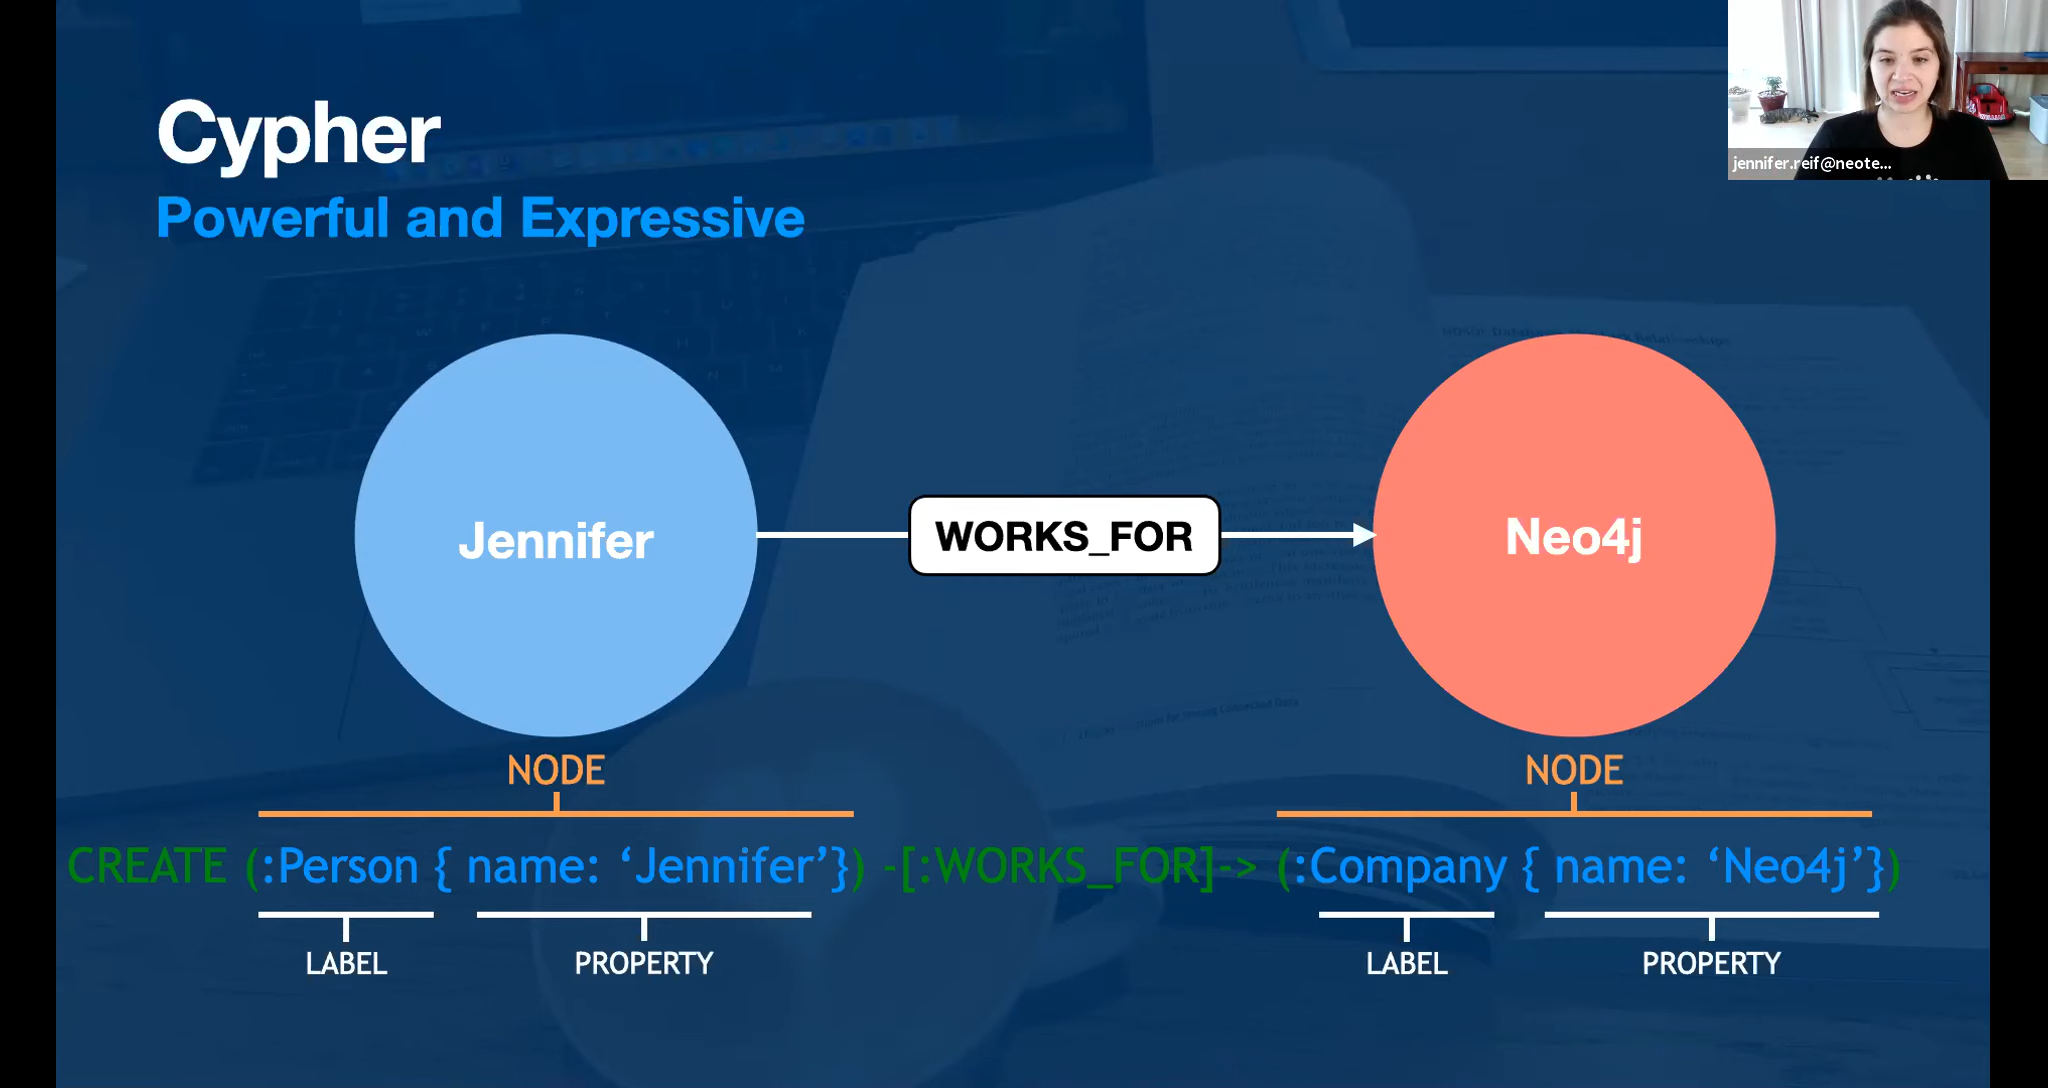 Cypher
Powerful and Expressive
jennifer.reif@neote...
Jennifer
WORKS_FOR
Neo4j
NODE
NODE
CREATE (:Person { name: ‘Jennifer’}) -[:WORKS_FOR]-> (:Company { name: ‘Neo4j’})
LABEL
PROPERTY
LABEL
PROPERTY